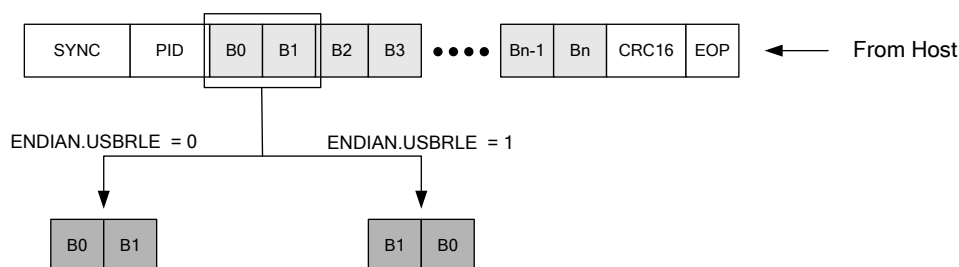 SYNC PID B0 B1 B2 B3 •••• Bn-1 Bn CRC16 EOP From Host
ENDIAN.USBRLE = 0 ENDIAN.USBRLE = 1
B0 B1 B1 B0